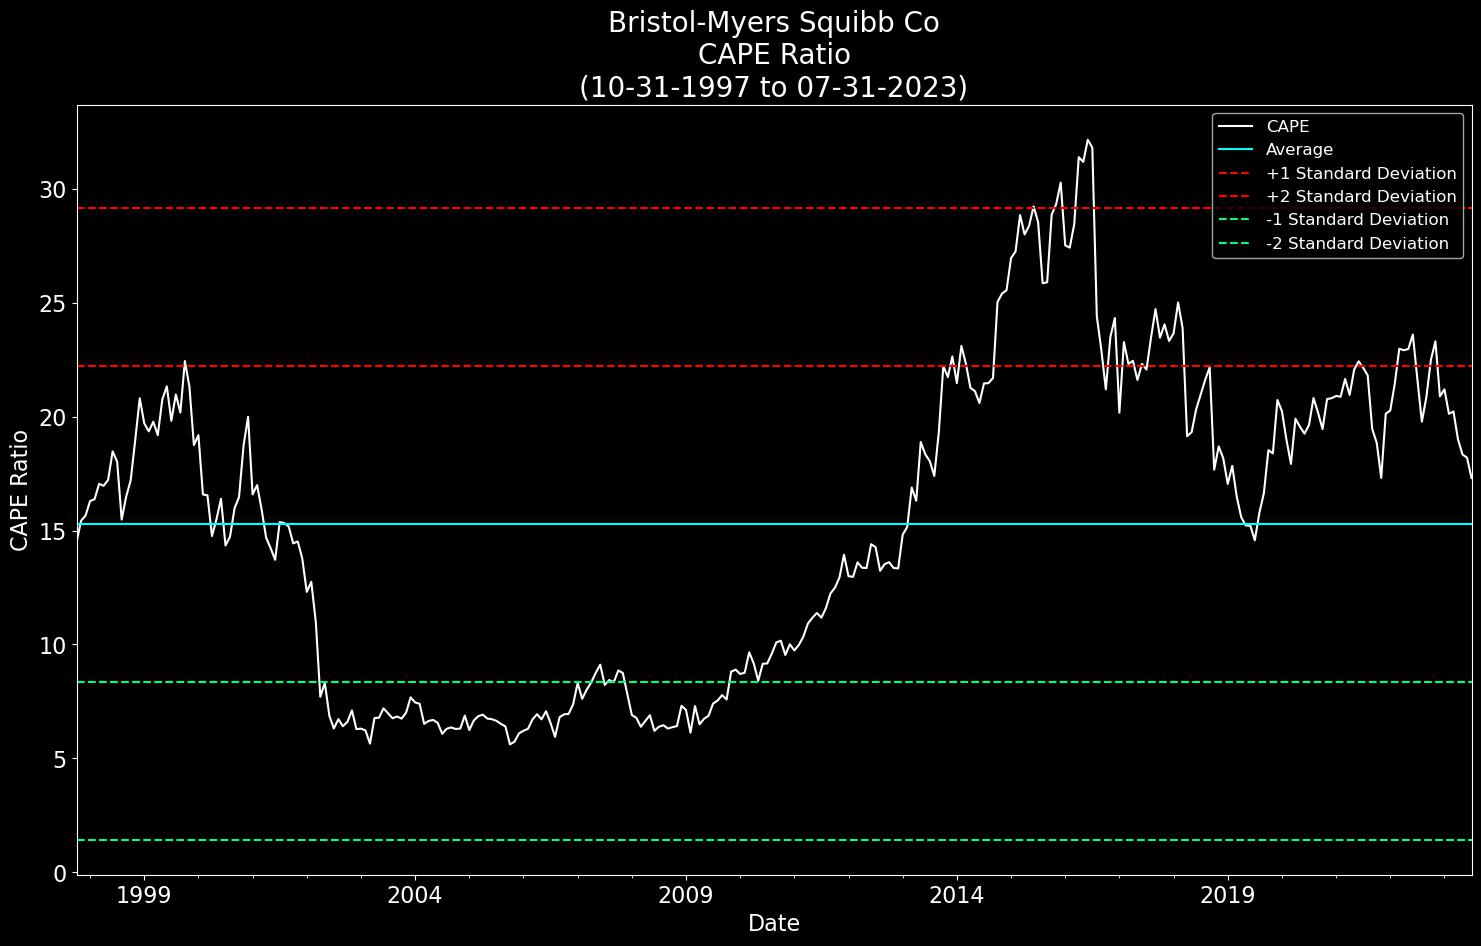 Bristol-Myers Squibb Co
CAPE Ratio
(10-31-1997 to 07-31-2023)
CAPE
Average
+1 Standard Deviation
+2 Standard Deviation
-1 Standard Deviation
-2 Standard Deviation
CAPE Ratio
30
25
20
15
10
5
0
1999 2004 2009 2014 2019
Date